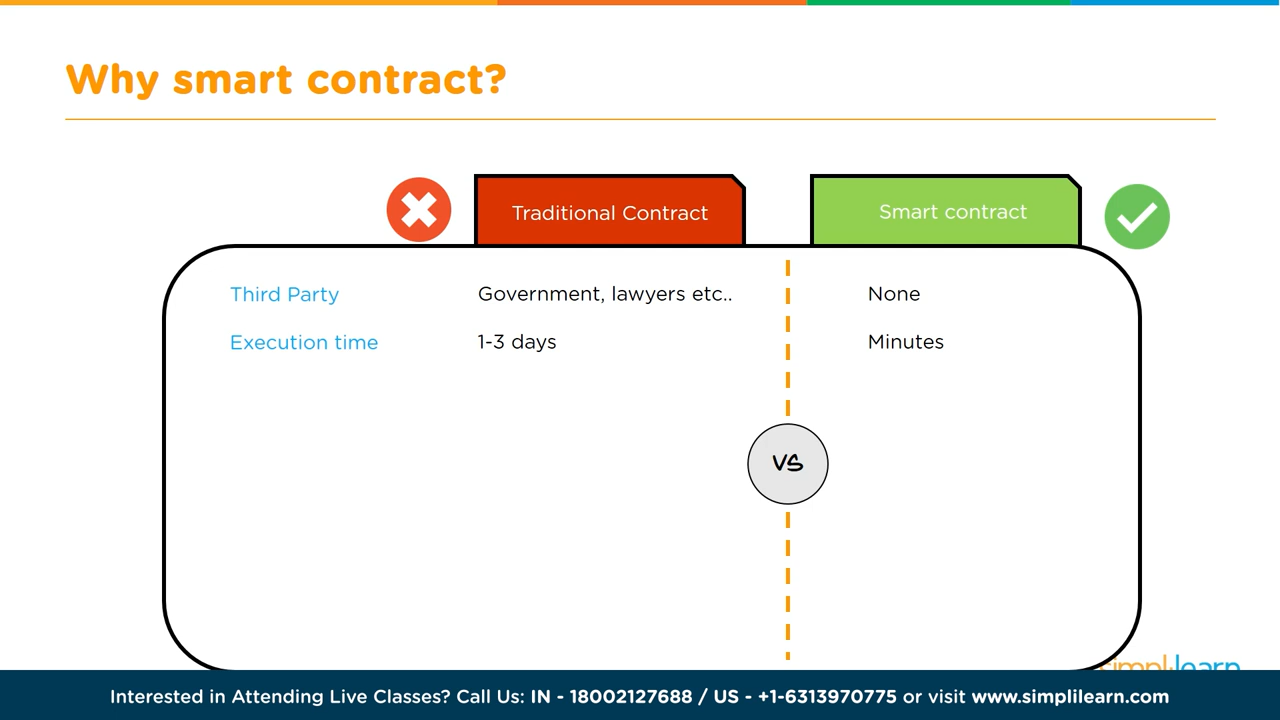 Why smart contract?
Traditional Contract
Smart contract
Third Party
Government, lawyers etc..
None
Execution time
1-3 days
Minutes
VS
simplilearn
Interested in Attending Live Classes? Call Us: IN - 18002127688 / US - +1-6313970775 or visit www.simplilearn.com